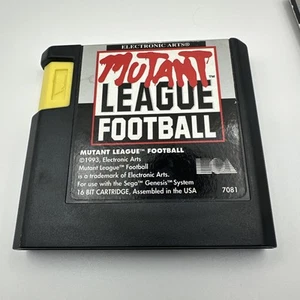 ELECTRONIC ARTS®
MUTANT™
LEAGUE
FOOTBALL
MUTANT LEAGUE™ FOOTBALL
©1993, Electronic Arts
Mutant League™ Football
is a trademark of Electronic Arts.
For use with the Sega™ Genesis™ System
16 BIT CARTRIDGE, Assembled in the USA
7081